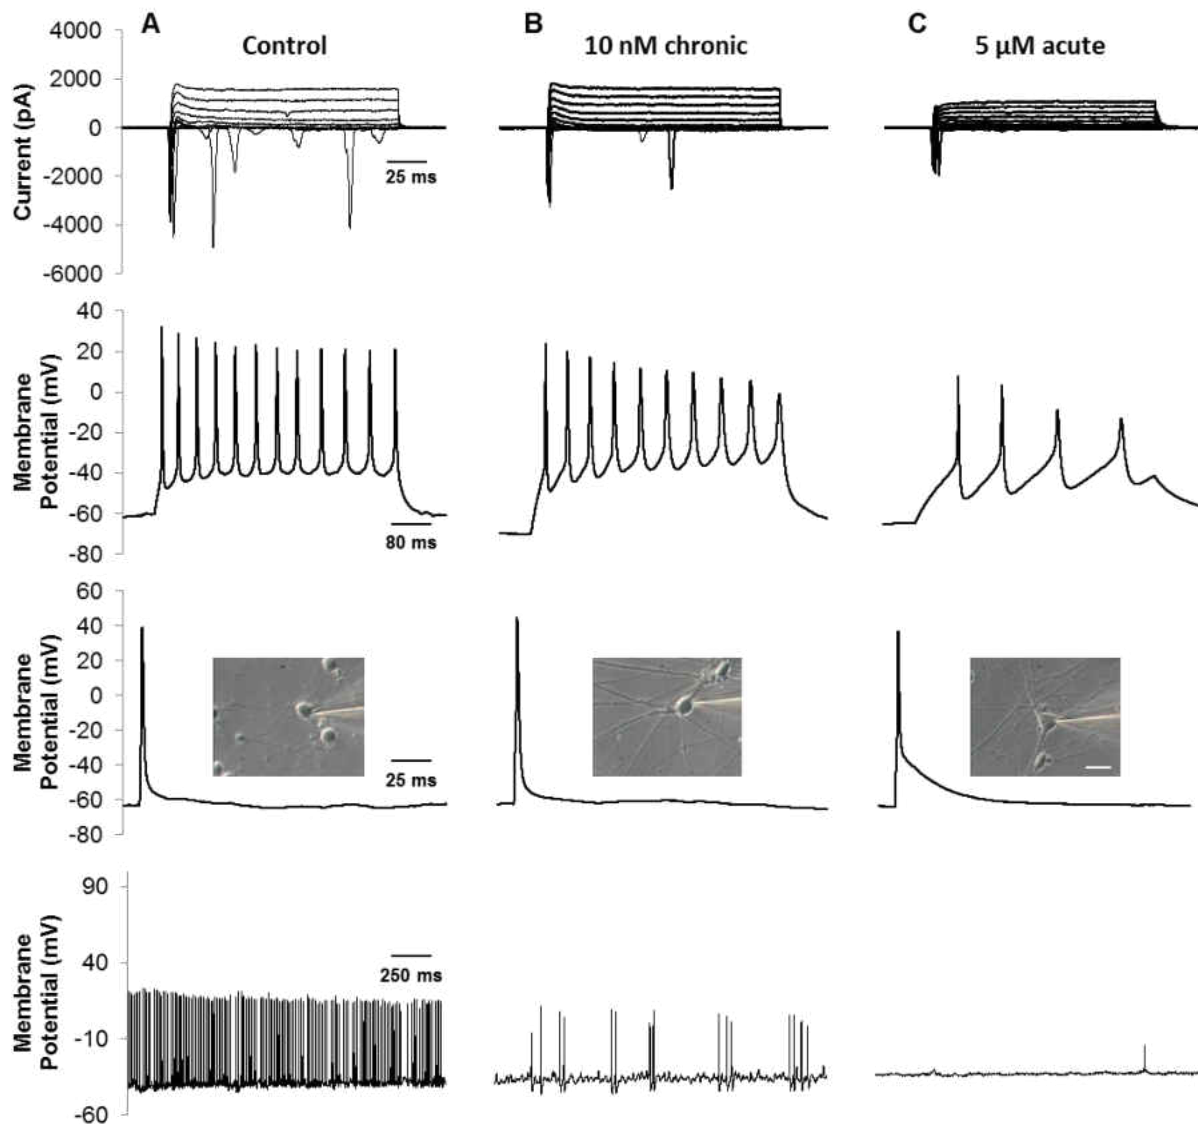 A
Control
B
10 nM chronic
C
5 µM acute
Current (pA)
4000
2000
0
-2000
-4000
-6000
25 ms
Membrane
Potential (mV)
40
20
0
-20
-40
-60
-80
80 ms
Membrane
Potential (mV)
60
40
20
0
-20
-40
-60
-80
25 ms
Membrane
Potential (mV)
90
40
-10
-60
250 ms